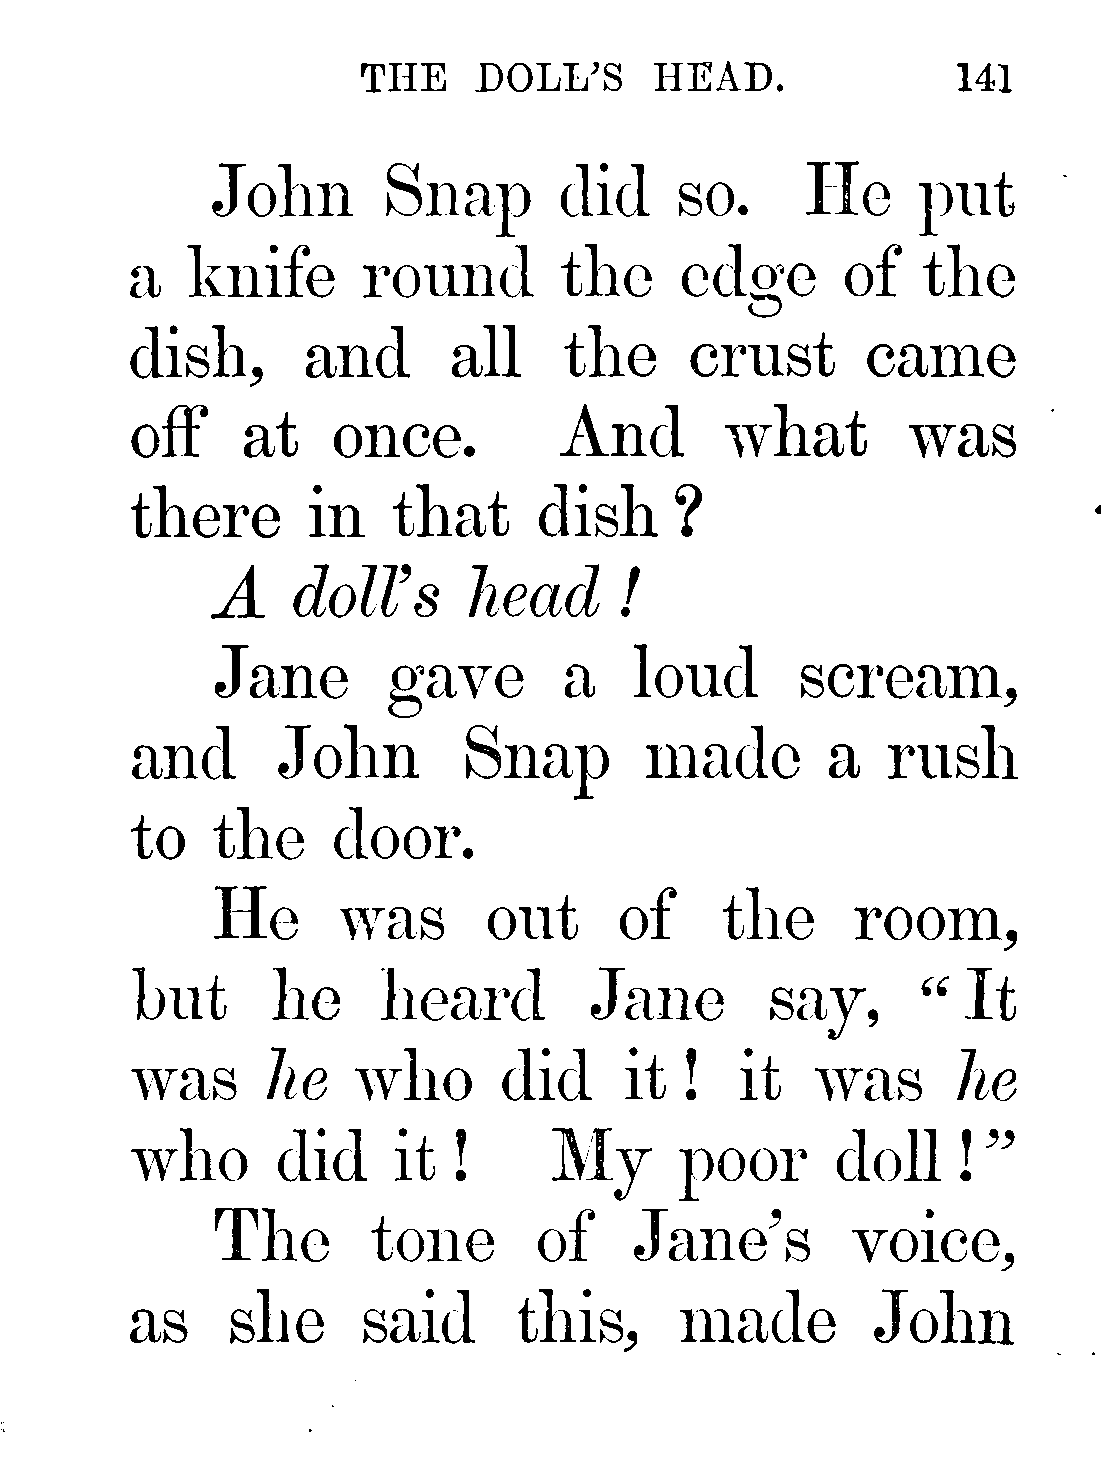 THE DOLL'S HEAD. 141
John Snap did so. He put
a knife round the edge of the
dish, and all the crust came
off at once. And what was
there in that dish?
A doll's head!
Jane gave a loud scream,
and John Snap made a rush
to the door.
He was out of the room,
but he heard Jane say, “It
was he who did it! it was he
who did it! My poor doll!”
The tone of Jane's voice,
as she said this, made John